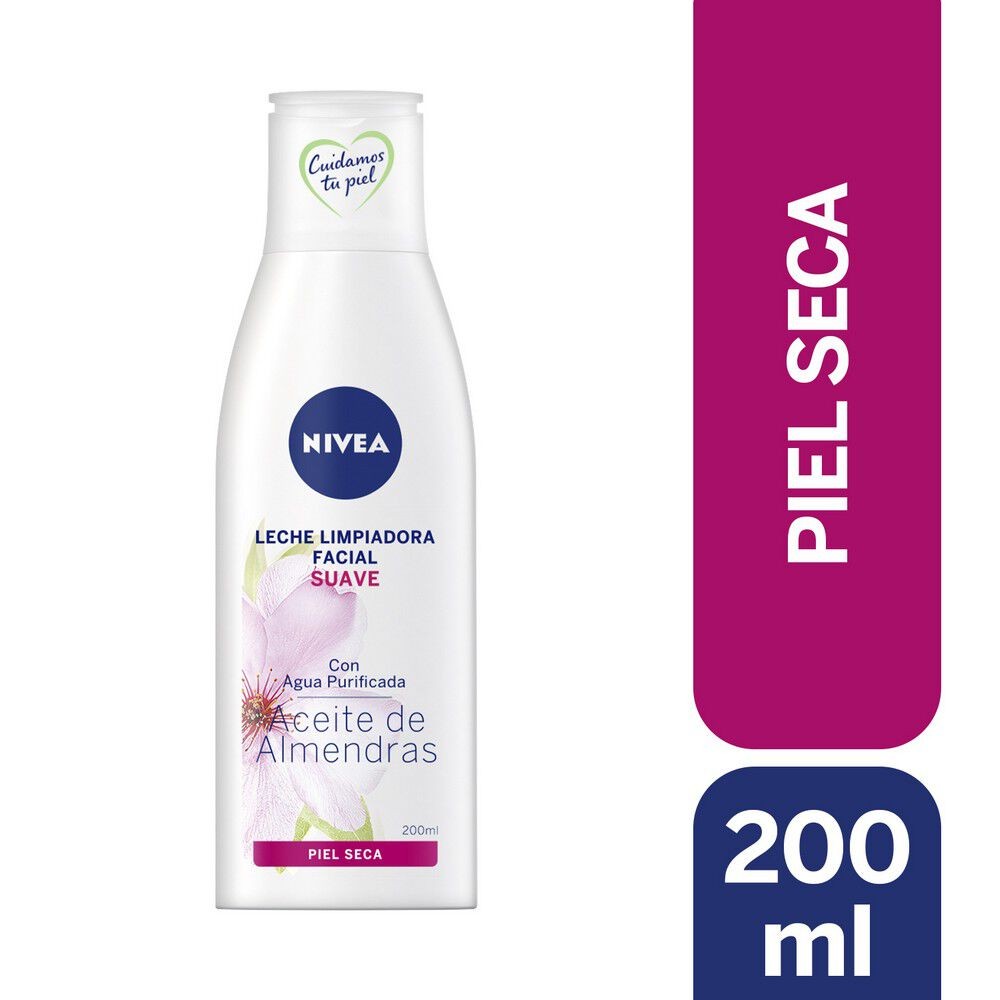 Cuidamos
tu piel
NIVEA
LECHE LIMPIADORA
FACIAL
SUAVE
Con
Agua Purificada
Aceite de
Almendras
200ml
PIEL SECA
PIEL SECA
200
ml